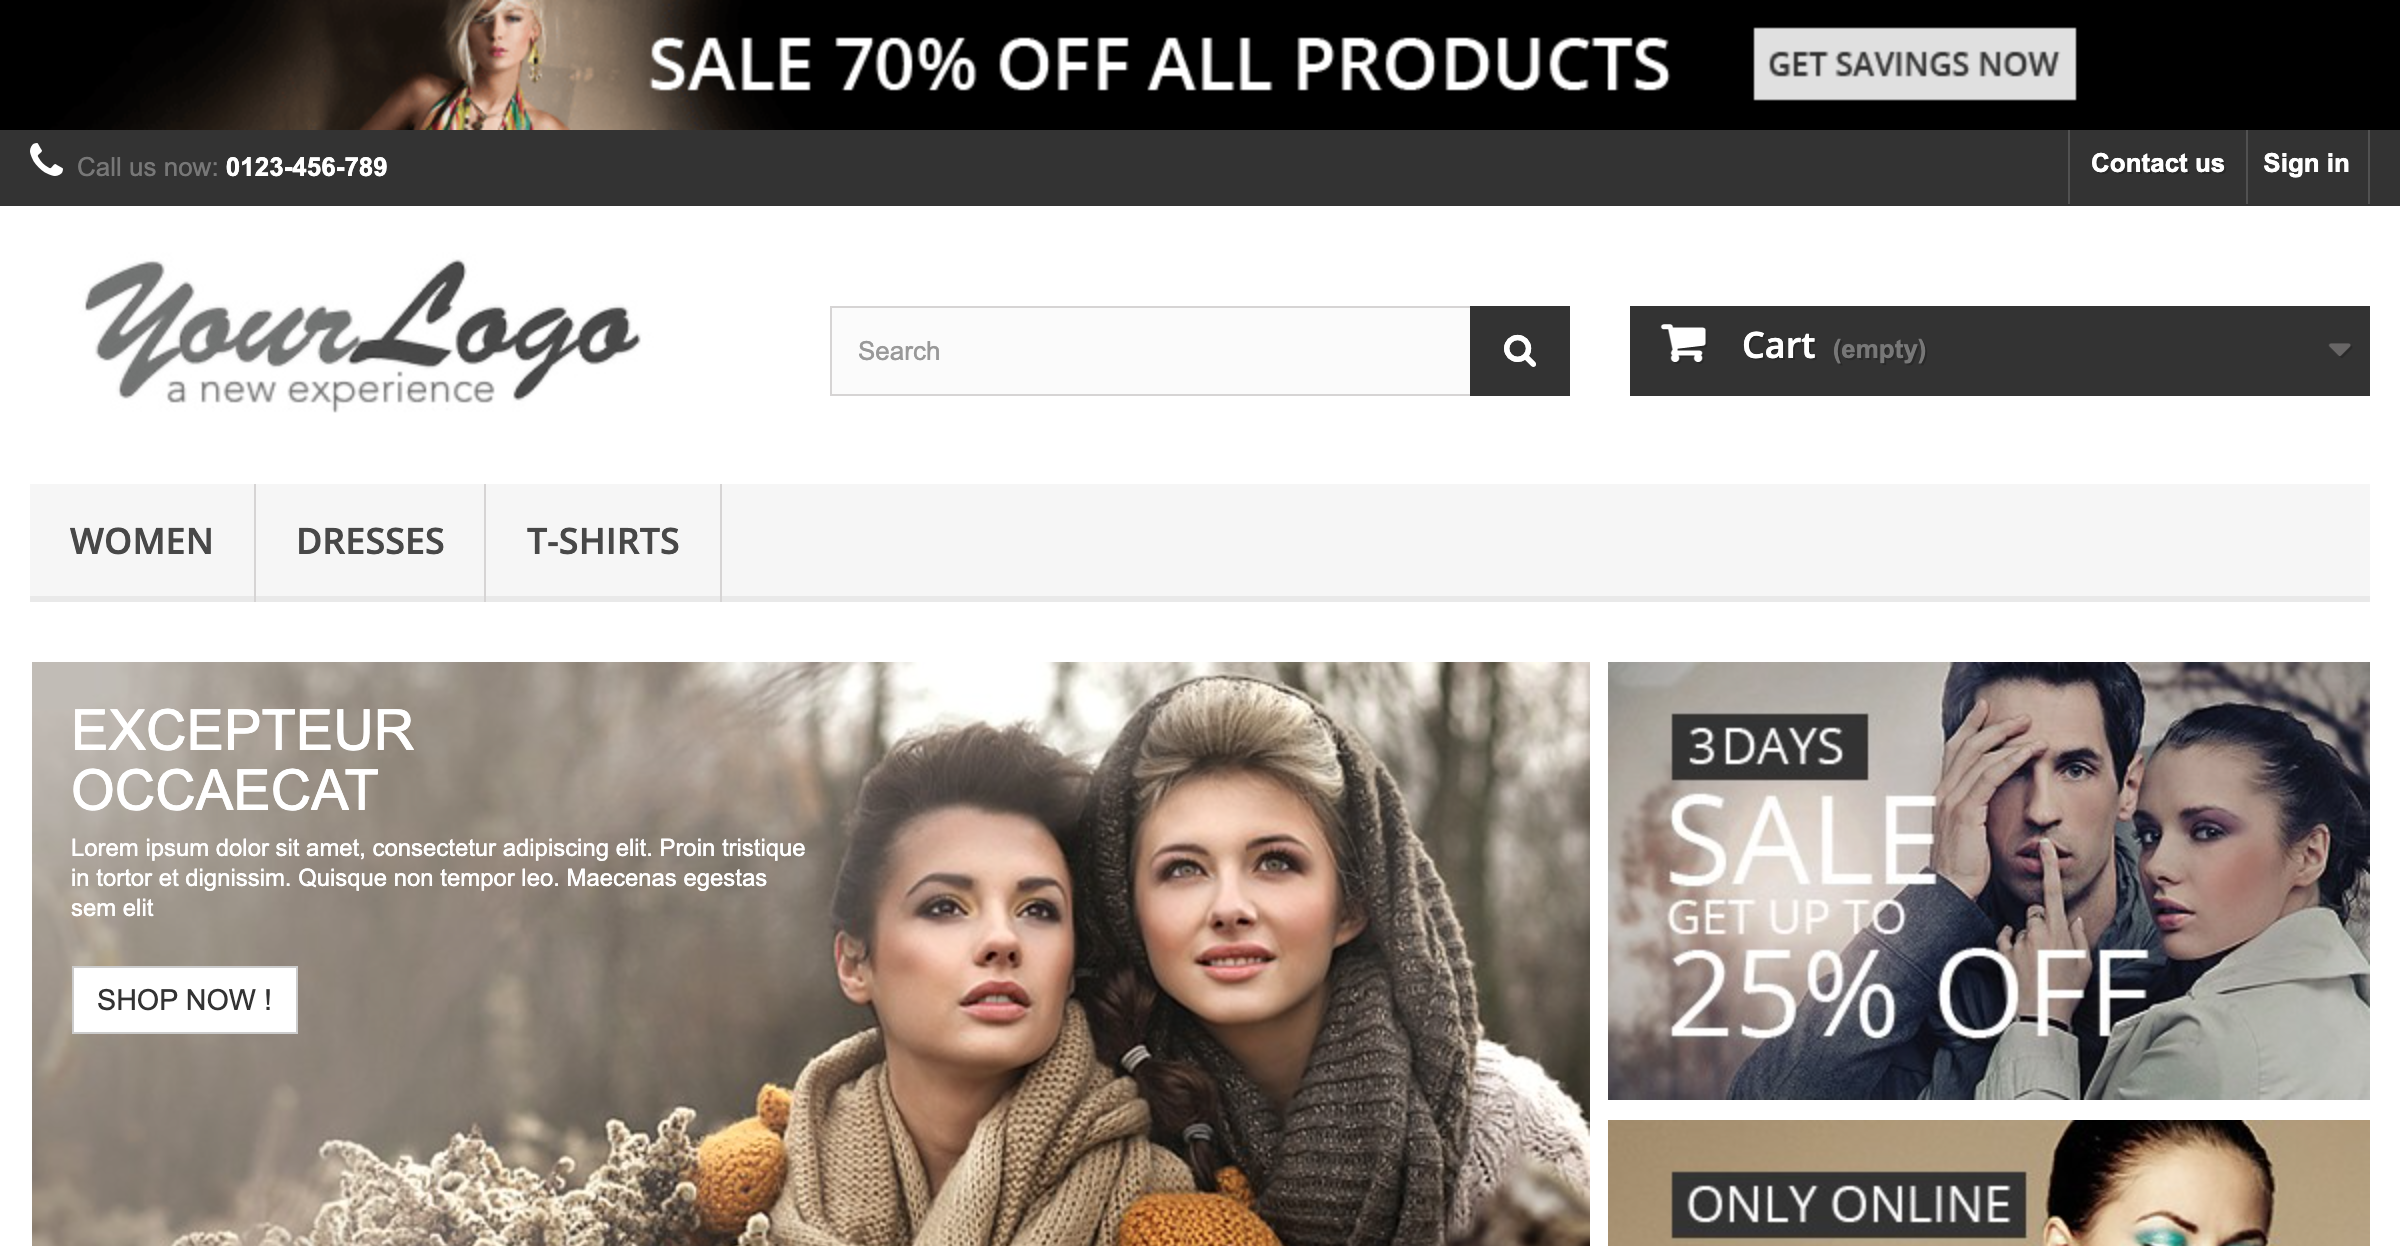 SALE 70% OFF ALL PRODUCTS
GET SAVINGS NOW
Call us now: 0123-456-789
Contact us
Sign in
YourLogo
a new experience
Search
Cart (empty)
WOMEN
DRESSES
T-SHIRTS
EXCEPTEUR
OCCAECAT
Lorem ipsum dolor sit amet, consectetur adipiscing elit. Proin tristique
in tortor et dignissim. Quisque non tempor leo. Maecenas egestas
sem elit
SHOP NOW !
3 DAYS
SALE
GET UP TO
25% OFF
ONLY ONLINE